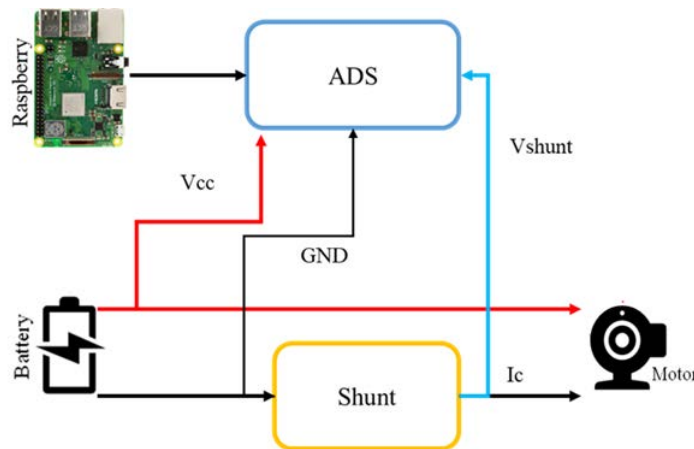 Raspberry
ADS
Vshunt
Vcc
GND
Battery
Shunt
Ic
Motor